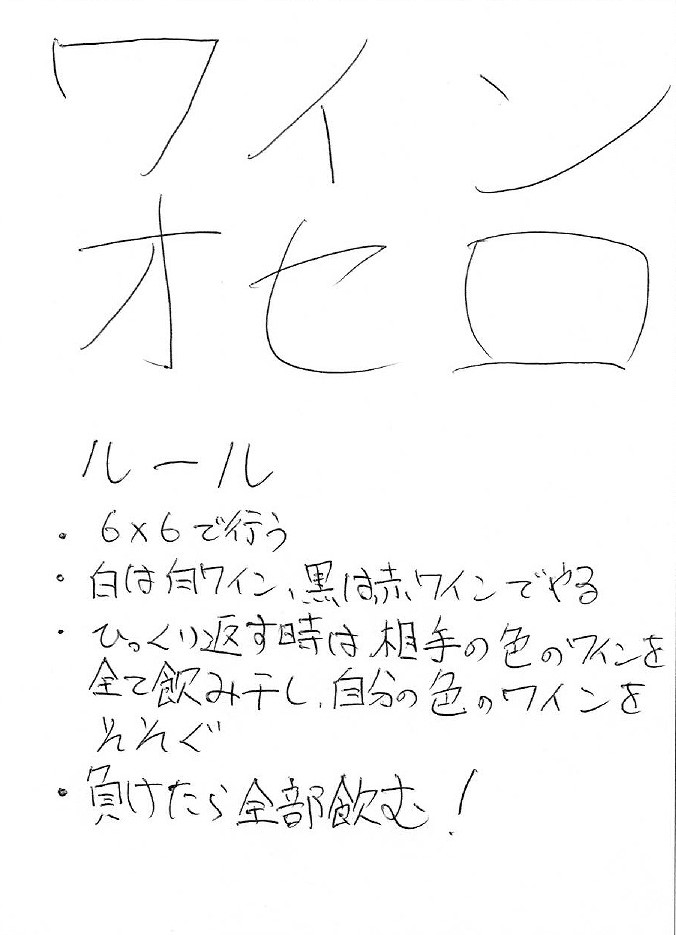 ワイン
オセロ
ルール
・6×6で行う
・白は白ワイン、黒は赤ワインでやる
・ひっくり返す時は、相手の色のワインを
全て飲み干し、自分の色のワインを
そそぐ
・負けたら全部飲む!